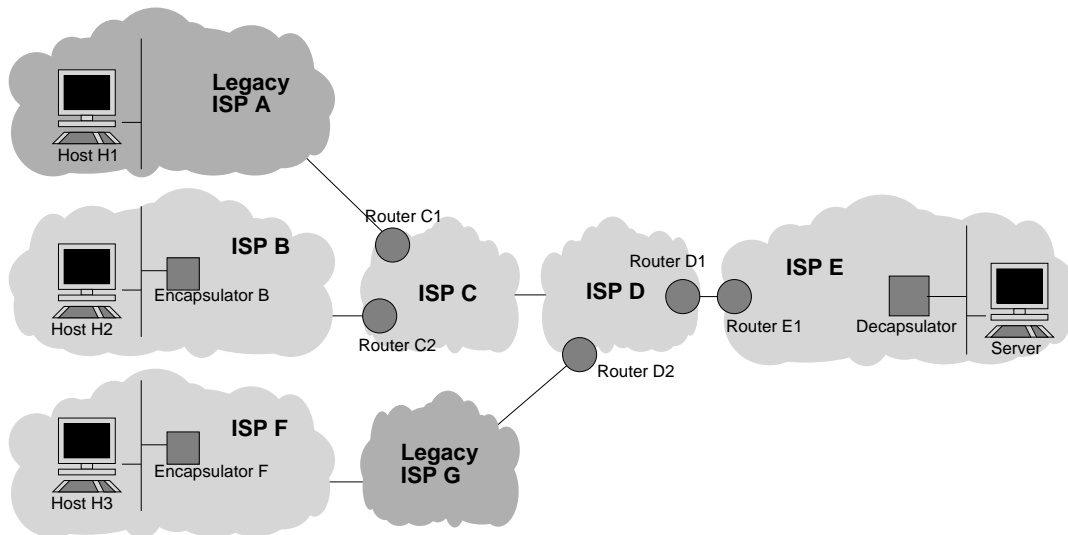 Legacy
ISP A
Host H1
Router C1
ISP B
Encapsulator B
Host H2
ISP C
Router C2
ISP D
Router D1
Router D2
ISP E
Router E1
Decapsulator
Server
ISP F
Encapsulator F
Host H3
Legacy
ISP G